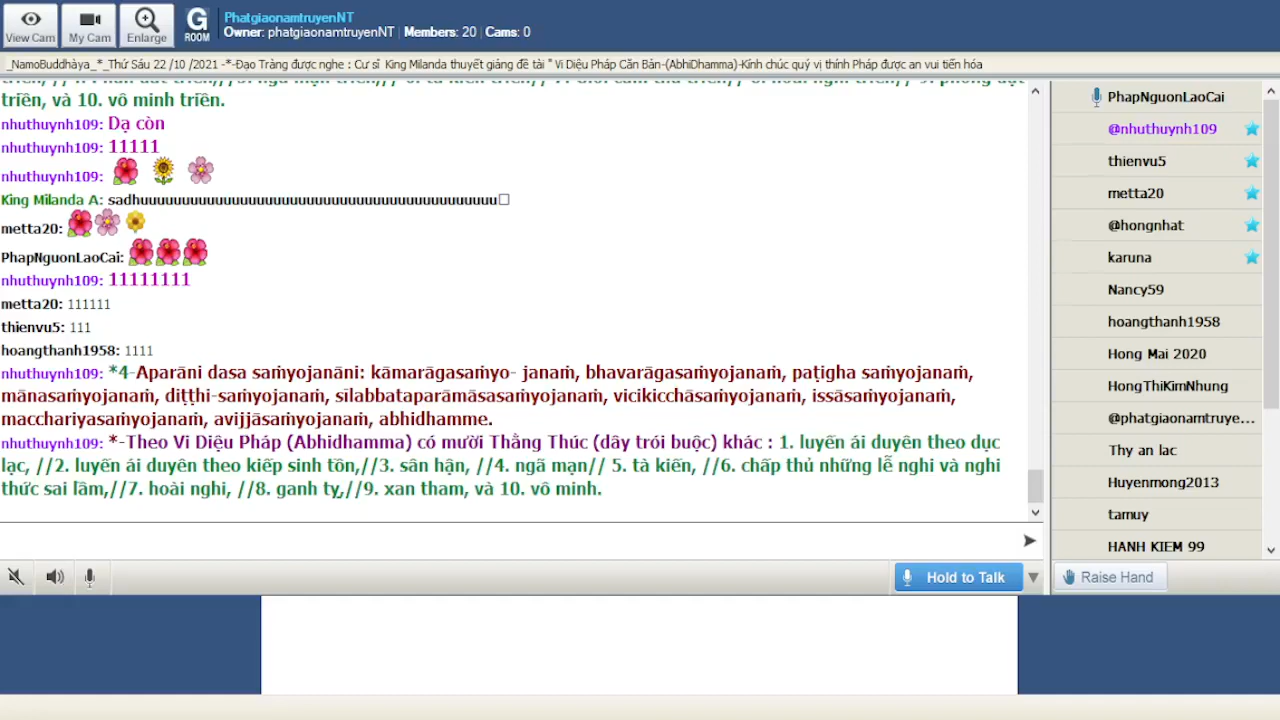 View Cam
My Cam
Enlarge
G
ROOM
PhatgiaonamtruyenNT
Owner: phatgiaonamtruyenNT | Members: 20 | Cams: 0
_NamoBuddhàya_*_Thứ Sáu 22 /10 /2021 -*-Đạo Tràng được nghe : Cư sĩ King Milanda thuyết giảng đề tài " Vi Diệu Pháp Căn Bản-(AbhiDhamma)-Kính chúc quý vị thính Pháp được an vui tiến hóa
triền, và 10. vô minh triền.
nhuthuynh109: Dạ còn
nhuthuynh109: 11111
nhuthuynh109:
King Milanda A: sadhuuuuuuuuuuuuuuuuuuuuuuuuuuuuuuuuuuuuuuuuuuu□
metta20:
PhapNguonLaoCai:
nhuthuynh109: 11111111
metta20: 111111
thienvu5: 111
hoangthanh1958: 1111
nhuthuynh109: *4-Aparāni dasa saṁyojanāni: kāmarāgasaṁyo- janaṁ, bhavarāgasaṁyojanaṁ, paṭigha saṁyojanaṁ,
mānasaṁyojanaṁ, diṭṭhi-saṁyojanaṁ, sīlabbataparāmāsasaṁyojanaṁ, vicikicchāsaṁyojanaṁ, issāsaṁyojanaṁ,
macchariyasaṁyojanaṁ, avijjāsaṁyojanaṁ, abhidhamme.
nhuthuynh109: *-Theo Vi Diệu Pháp (Abhidhamma) có mười Thằng Thúc (dây trói buộc) khác : 1. luyến ái duyên theo dục
lạc, //2. luyến ái duyên theo kiếp sinh tồn,//3. sân hận, //4. ngã mạn// 5. tà kiến, //6. chấp thủ những lễ nghi và nghi
thức sai lầm,//7. hoài nghi, //8. ganh tỵ,//9. xan tham, và 10. vô minh.
Hold to Talk
PhapNguonLaoCai
@nhuthuynh109
thienvu5
metta20
@hongnhat
karuna
Nancy59
hoangthanh1958
Hong Mai 2020
HongThiKimNhung
@phatgiaonamtruye...
Thy an lac
Huyenmong2013
tamuy
HANH KIEM 99
Raise Hand